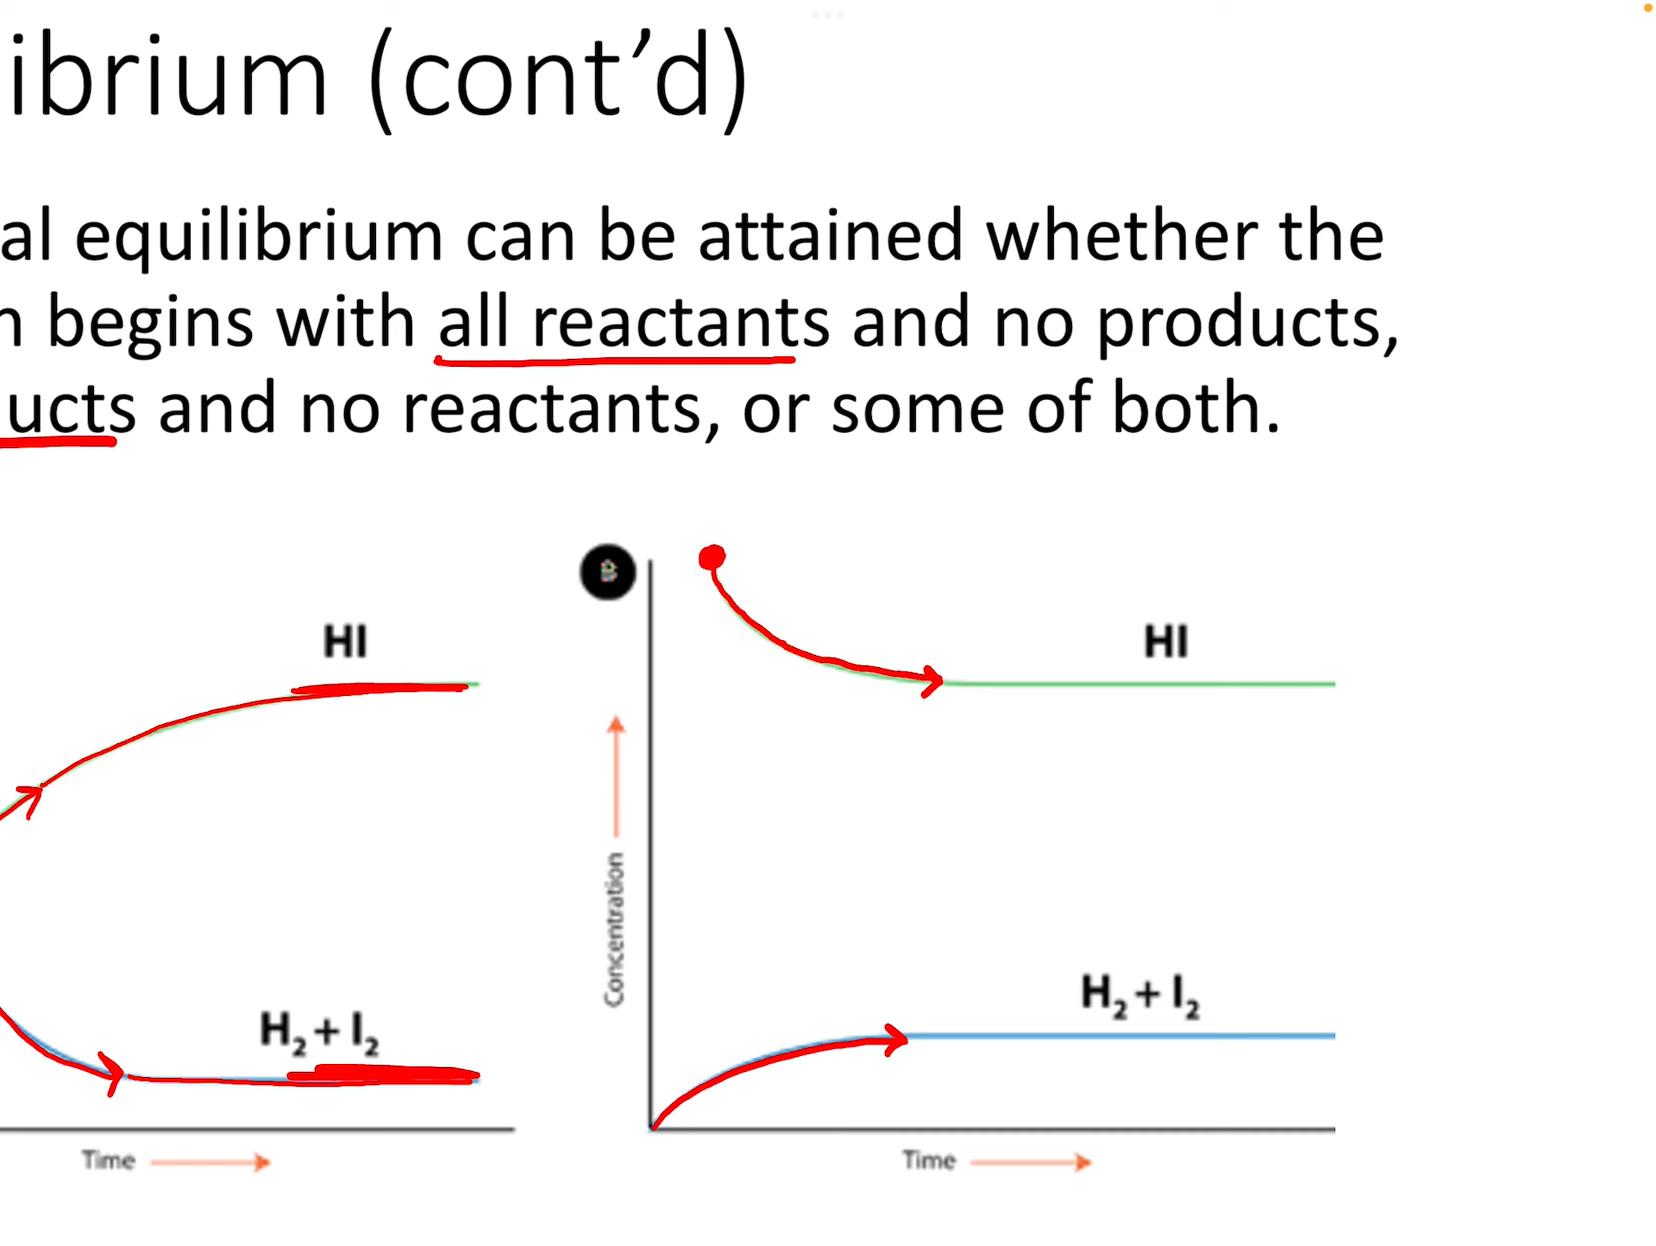 ibrium (cont’d)
al equilibrium can be attained whether the
n begins with all reactants and no products,
ucts and no reactants, or some of both.
HI
H₂ + I₂
Time
B
HI
Concentration
H₂ + I₂
Time